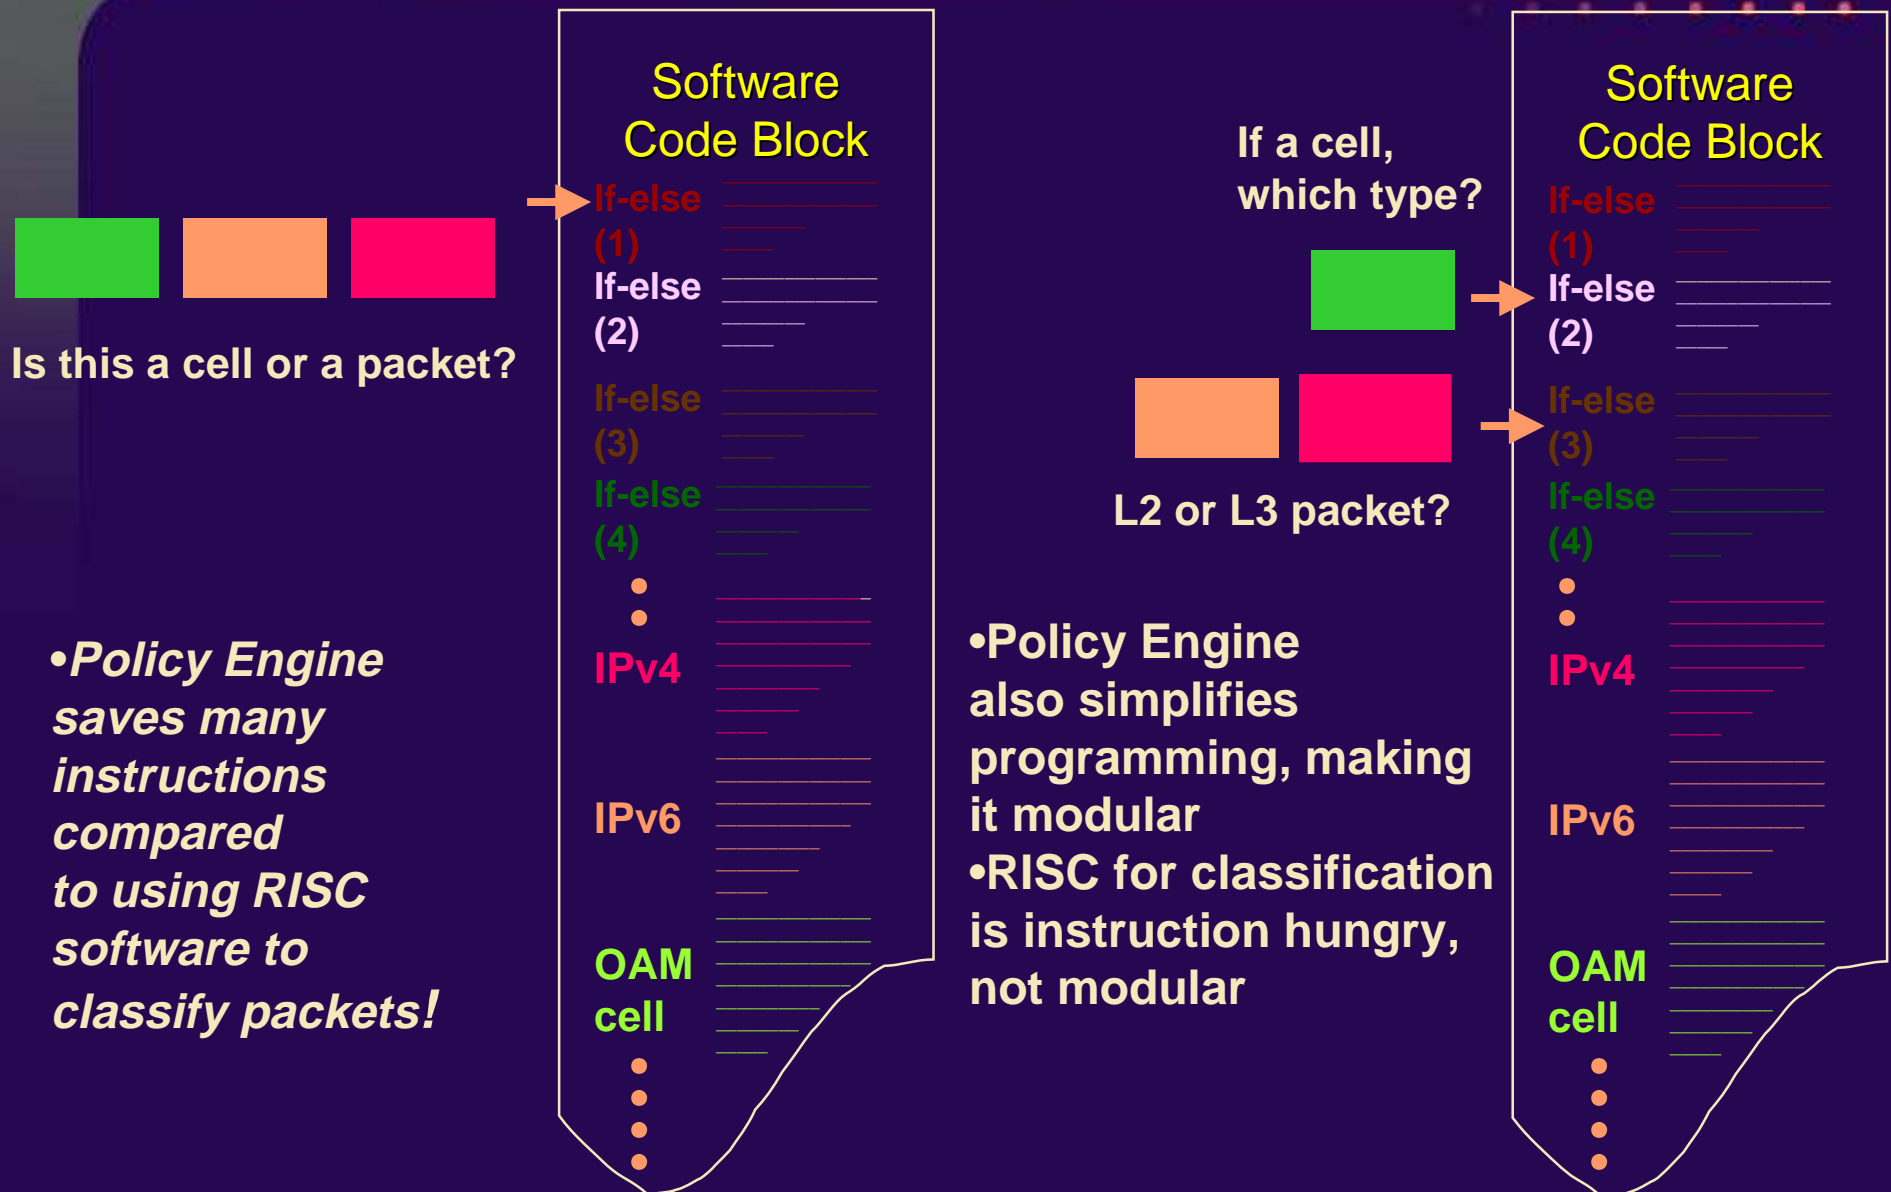 Software
Code Block
If-else
(1)
If-else
(2)
If-else
(3)
If-else
(4)
IPv4
IPv6
OAM
cell
Is this a cell or a packet?
•Policy Engine
saves many
instructions
compared
to using RISC
software to
classify packets!
If a cell,
which type?
L2 or L3 packet?
•Policy Engine
also simplifies
programming, making
it modular
•RISC for classification
is instruction hungry,
not modular
Software
Code Block
If-else
(1)
If-else
(2)
If-else
(3)
If-else
(4)
IPv4
IPv6
OAM
cell